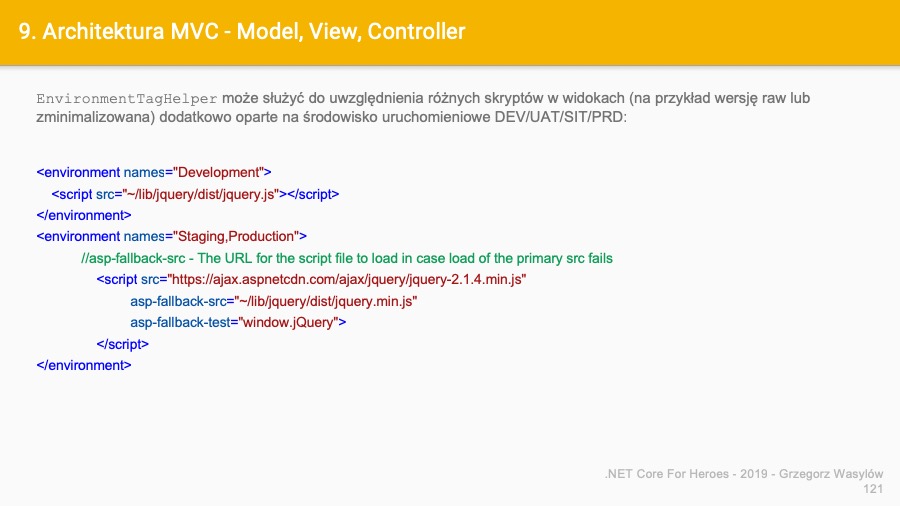 9. Architektura MVC - Model, View, Controller
EnvironmentTagHelper może służyć do uwzględnienia różnych skryptów w widokach (na przykład wersję raw lub
zminimalizowana) dodatkowo oparte na środowisko uruchomieniowe DEV/UAT/SIT/PRD:
<environment names="Development">
<script src="~/lib/jquery/dist/jquery.js"></script>
</environment>
<environment names="Staging,Production">
//asp-fallback-src - The URL for the script file to load in case load of the primary src fails
<script src="https://ajax.aspnetcdn.com/ajax/jquery/jquery-2.1.4.min.js"
asp-fallback-src="~/lib/jquery/dist/jquery.min.js"
asp-fallback-test="window.jQuery">
</script>
</environment>
.NET Core For Heroes - 2019 - Grzegorz Wasylów
121